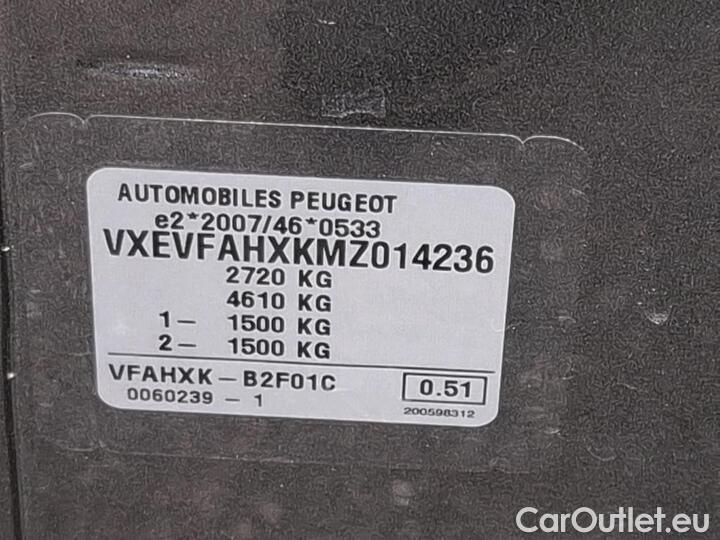 AUTOMOBILES PEUGEOT
e2*2007/46*0533
VXEVFAHXKMZ014236
2720 KG
4610 KG
1- 1500 KG
2- 1500 KG
VFAHXK - B2F01C 0.51
0060239 - 1 200598312
CarOutlet.eu